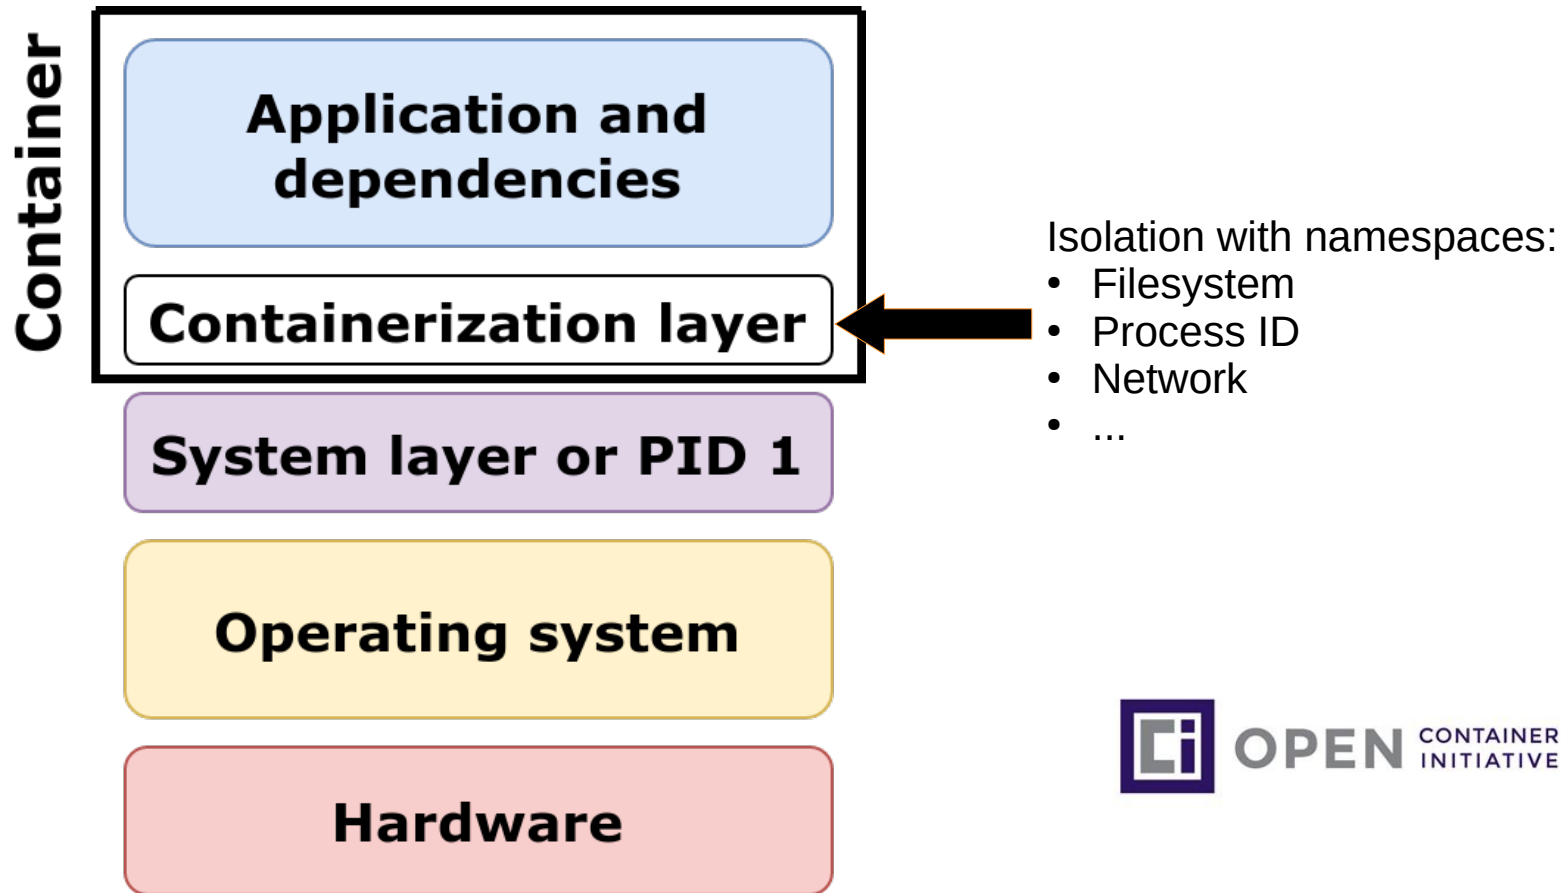 Container
Application and
dependencies
Containerization layer
System layer or PID 1
Operating system
Hardware
Isolation with namespaces:
• Filesystem
• Process ID
• Network
• ...
Ci OPEN CONTAINER
INITIATIVE